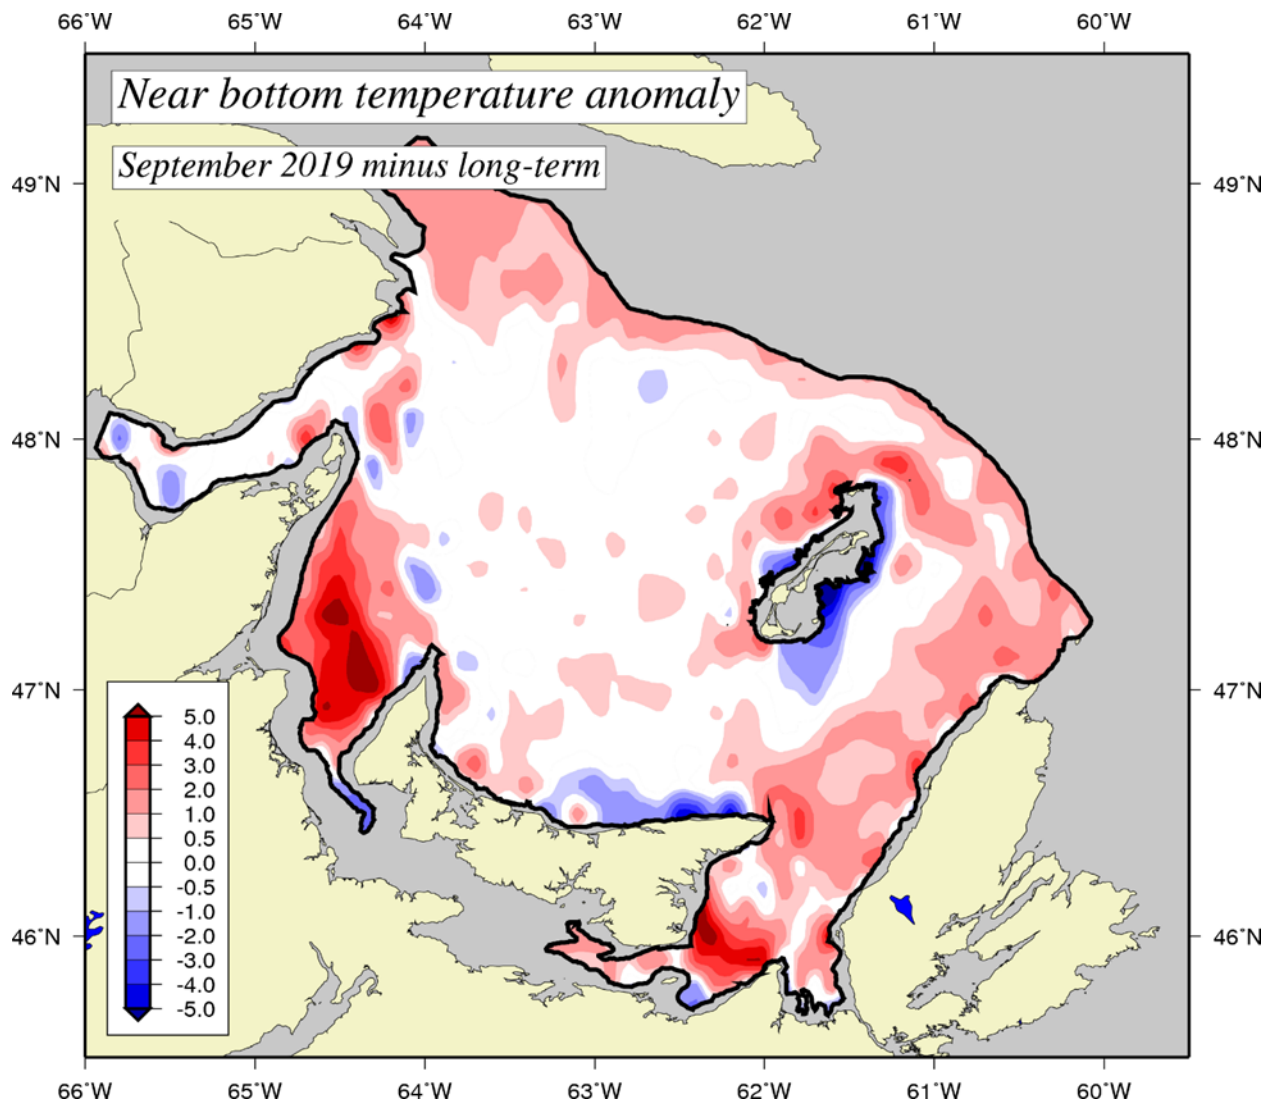 66°W 65°W 64°W 63°W 62°W 61°W 60°W
Near bottom temperature anomaly
September 2019 minus long-term
49°N 49°N
48°N 48°N
47°N 47°N
5.0
4.0
3.0
2.0
1.0
0.5
0.0
-0.5
-1.0
-2.0
-3.0
-4.0
-5.0
46°N 46°N
66°W 65°W 64°W 63°W 62°W 61°W 60°W